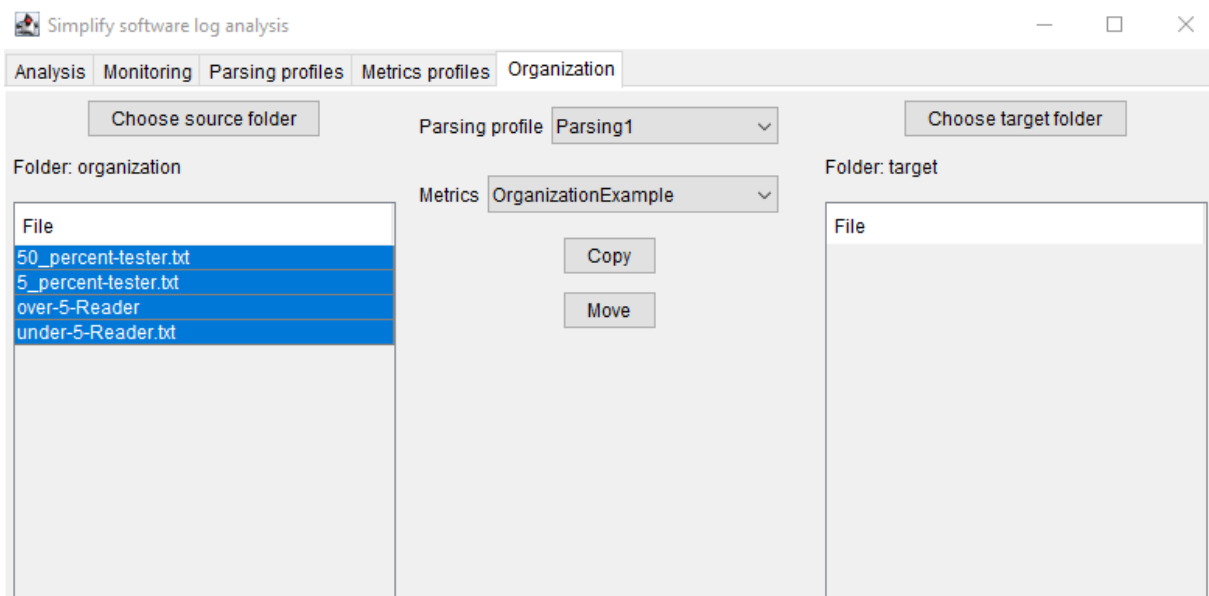 Simplify software log analysis
Analysis Monitoring Parsing profiles Metrics profiles Organization
Choose source folder
Folder: organization
File
50_percent-tester.txt
5_percent-tester.txt
over-5-Reader
under-5-Reader.txt
Parsing profile Parsing1
Metrics OrganizationExample
Copy
Move
Choose target folder
Folder: target
File